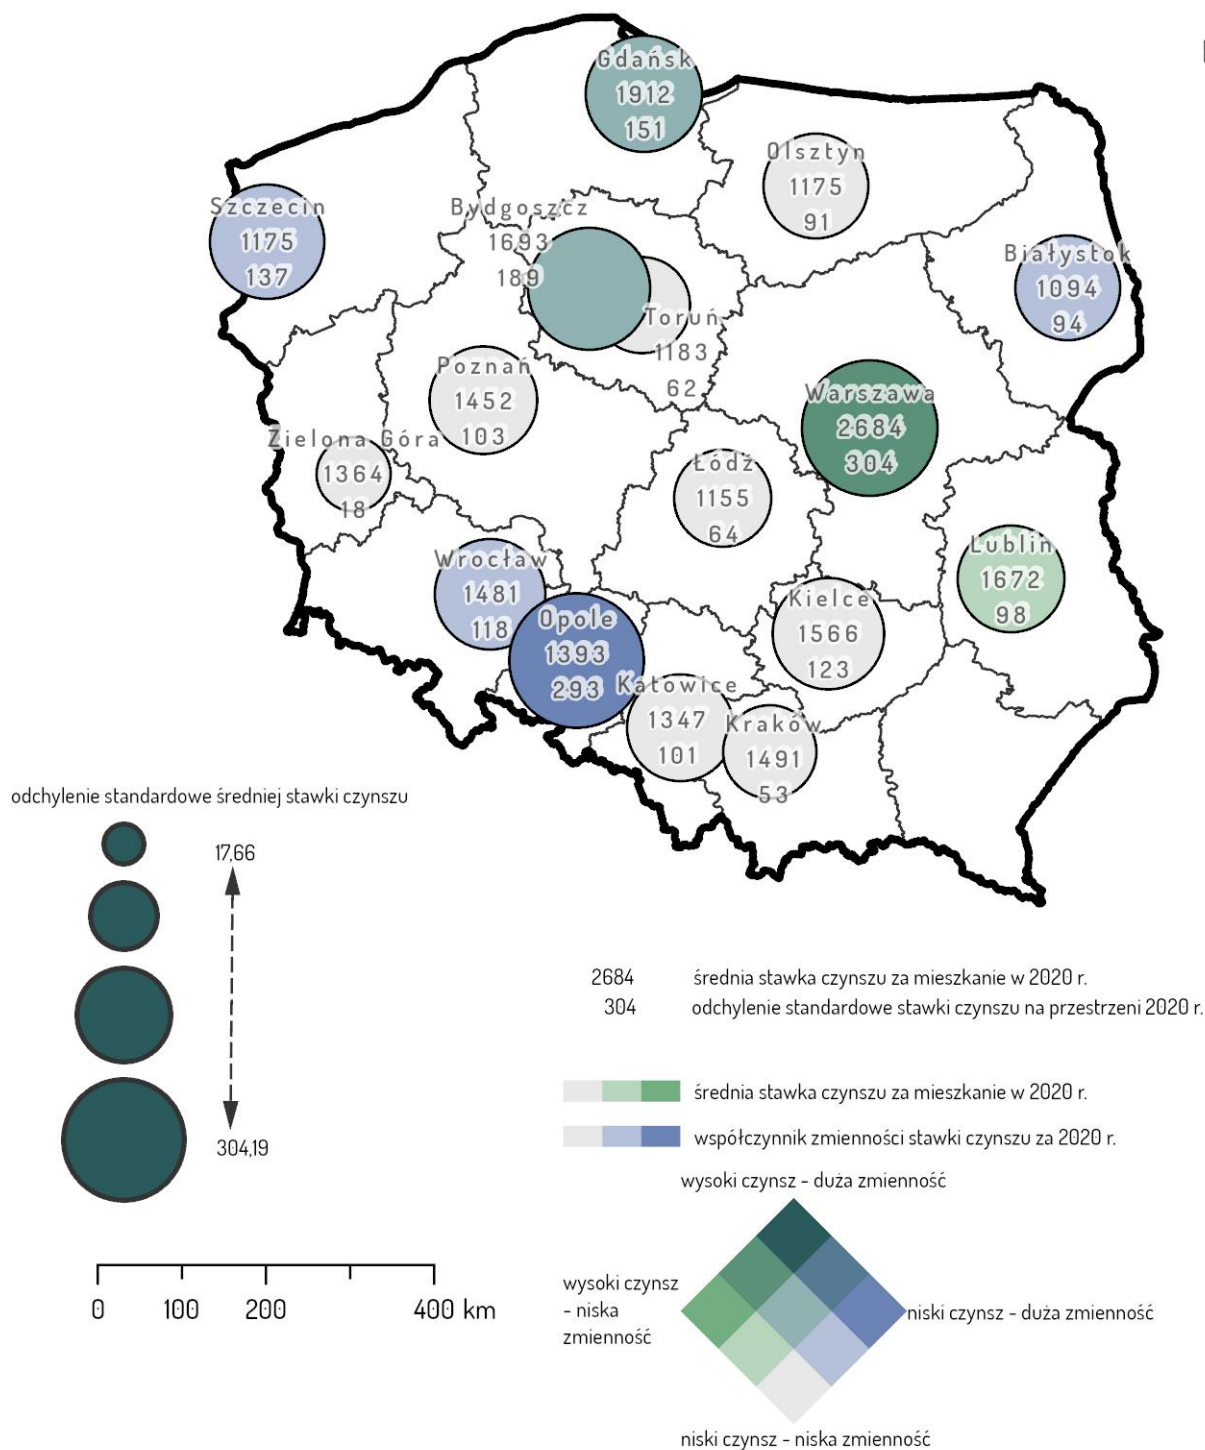 Gdańsk
1912
151
Olsztyn
1175
91
Szczecin
1175
137
Bydgoszcz
1693
189
Białystok
1094
94
Toruń
1183
62
Poznań
1452
103
Warszawa
2684
304
Zielona Góra
1364
18
Łódź
1155
64
Wrocław
1481
118
Lublin
1672
98
Opole
1393
293
Kielce
1566
123
Katowice
1347
101
Kraków
1491
53
odchylenie standardowe średniej stawki czynszu
17,66
304,19
2684 średnia stawka czynszu za mieszkanie w 2020 r.
304 odchylenie standardowe stawki czynszu na przestrzeni 2020 r.
średnia stawka czynszu za mieszkanie w 2020 r.
współczynnik zmienności stawki czynszu za 2020 r.
wysoki czynsz - duża zmienność
wysoki czynsz
- niska
zmienność
niski czynsz - duża zmienność
niski czynsz - niska zmienność
0 100 200 400 km